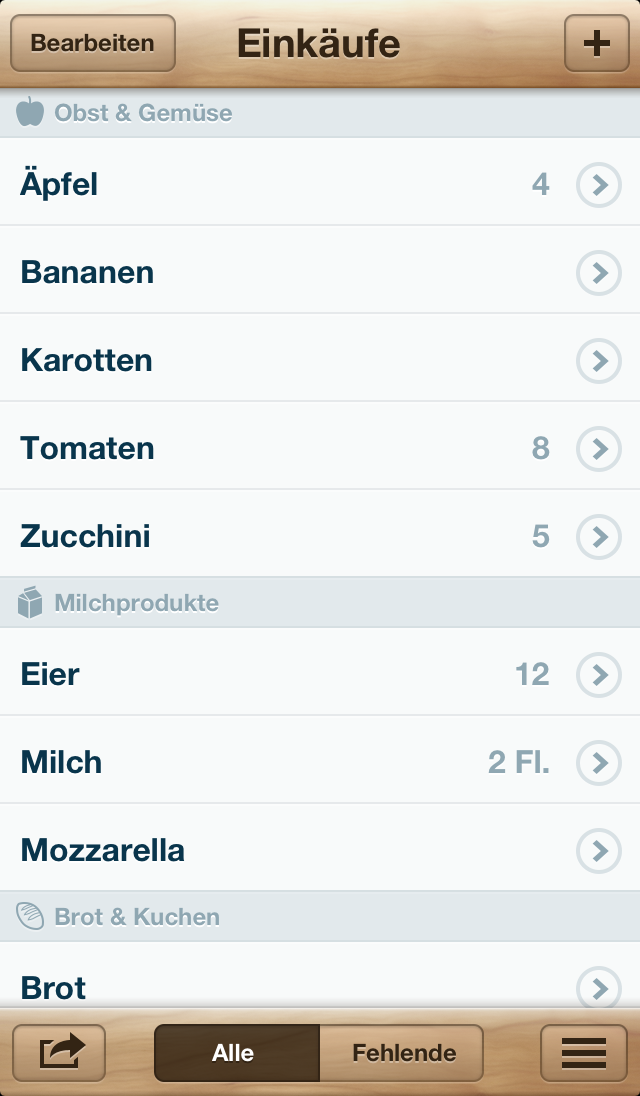 Bearbeiten Einkäufe +
Obst & Gemüse
Äpfel 4
Bananen
Karotten
Tomaten 8
Zucchini 5
Milchprodukte
Eier 12
Milch 2 Fl.
Mozzarella
Brot & Kuchen
Brot
Alle Fehlende